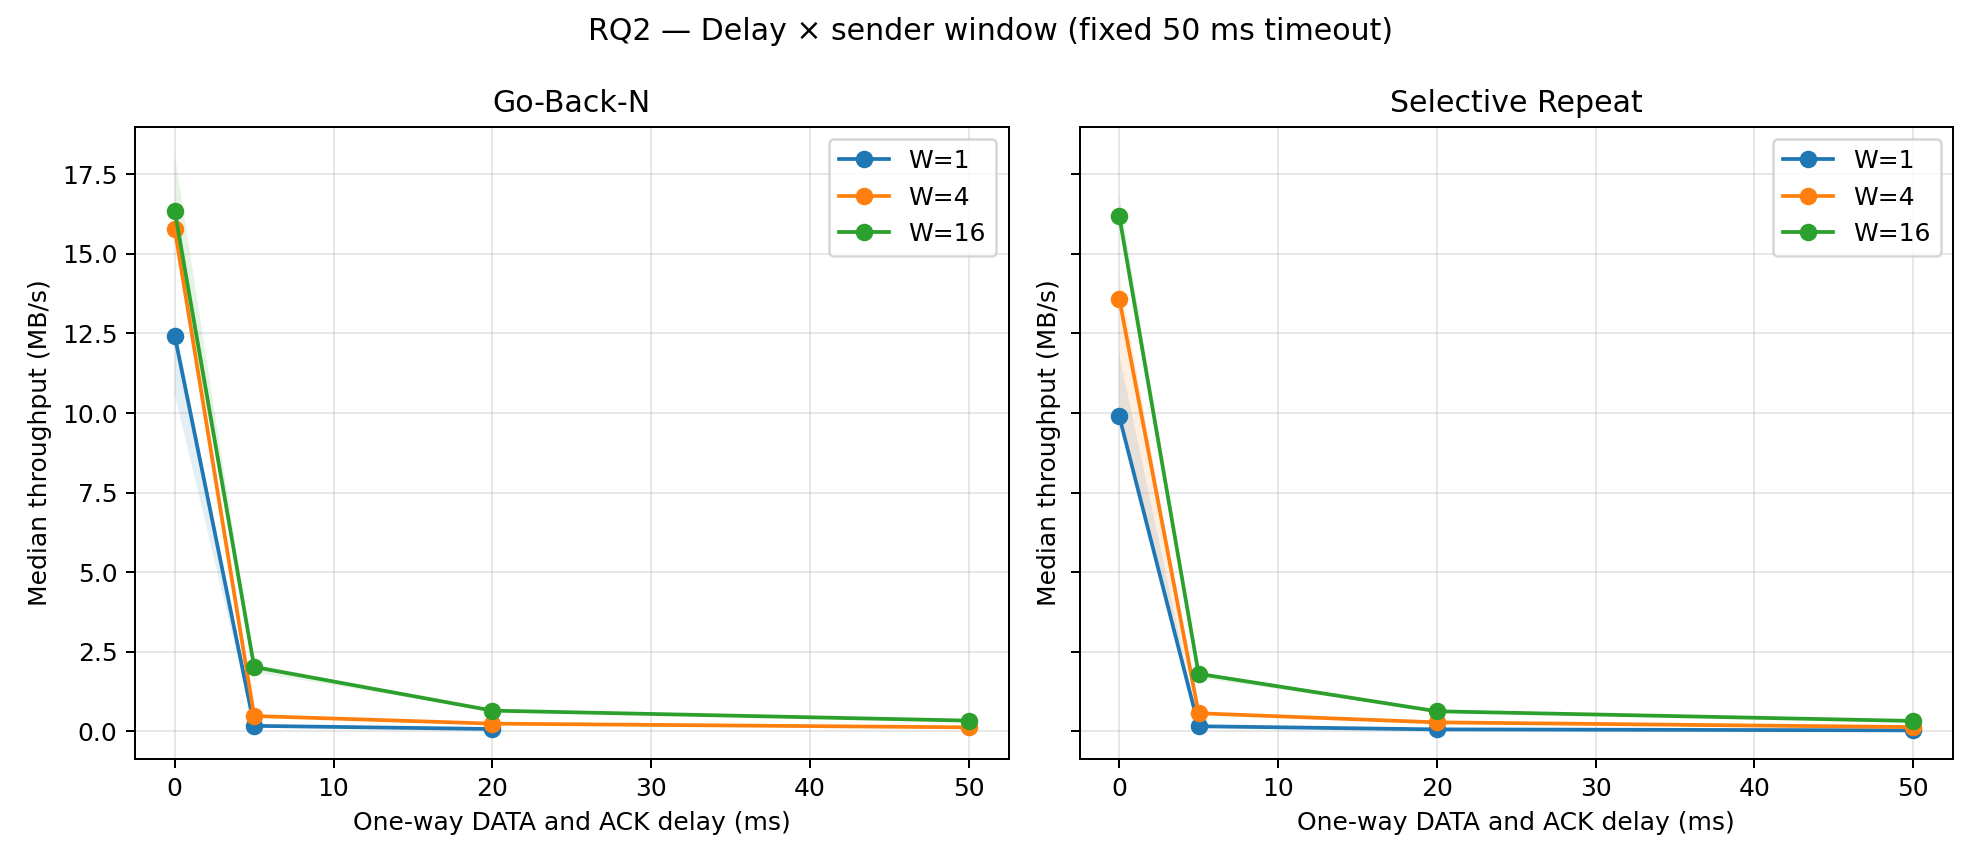 RQ2 — Delay × sender window (fixed 50 ms timeout)
Go-Back-N
Median throughput (MB/s)
17.5
15.0
12.5
10.0
7.5
5.0
2.5
0.0
W=1
W=4
W=16
0 10 20 30 40 50
One-way DATA and ACK delay (ms)
Selective Repeat
Median throughput (MB/s)
W=1
W=4
W=16
0 10 20 30 40 50
One-way DATA and ACK delay (ms)